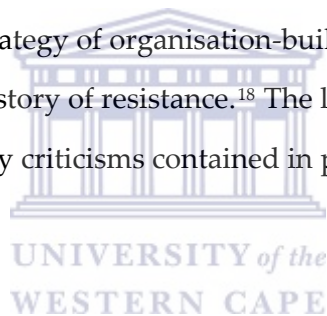 ategy of organisation-buil
story of resistance.¹⁸ The l
y criticisms contained in p
UNIVERSITY of the
WESTERN CAPE